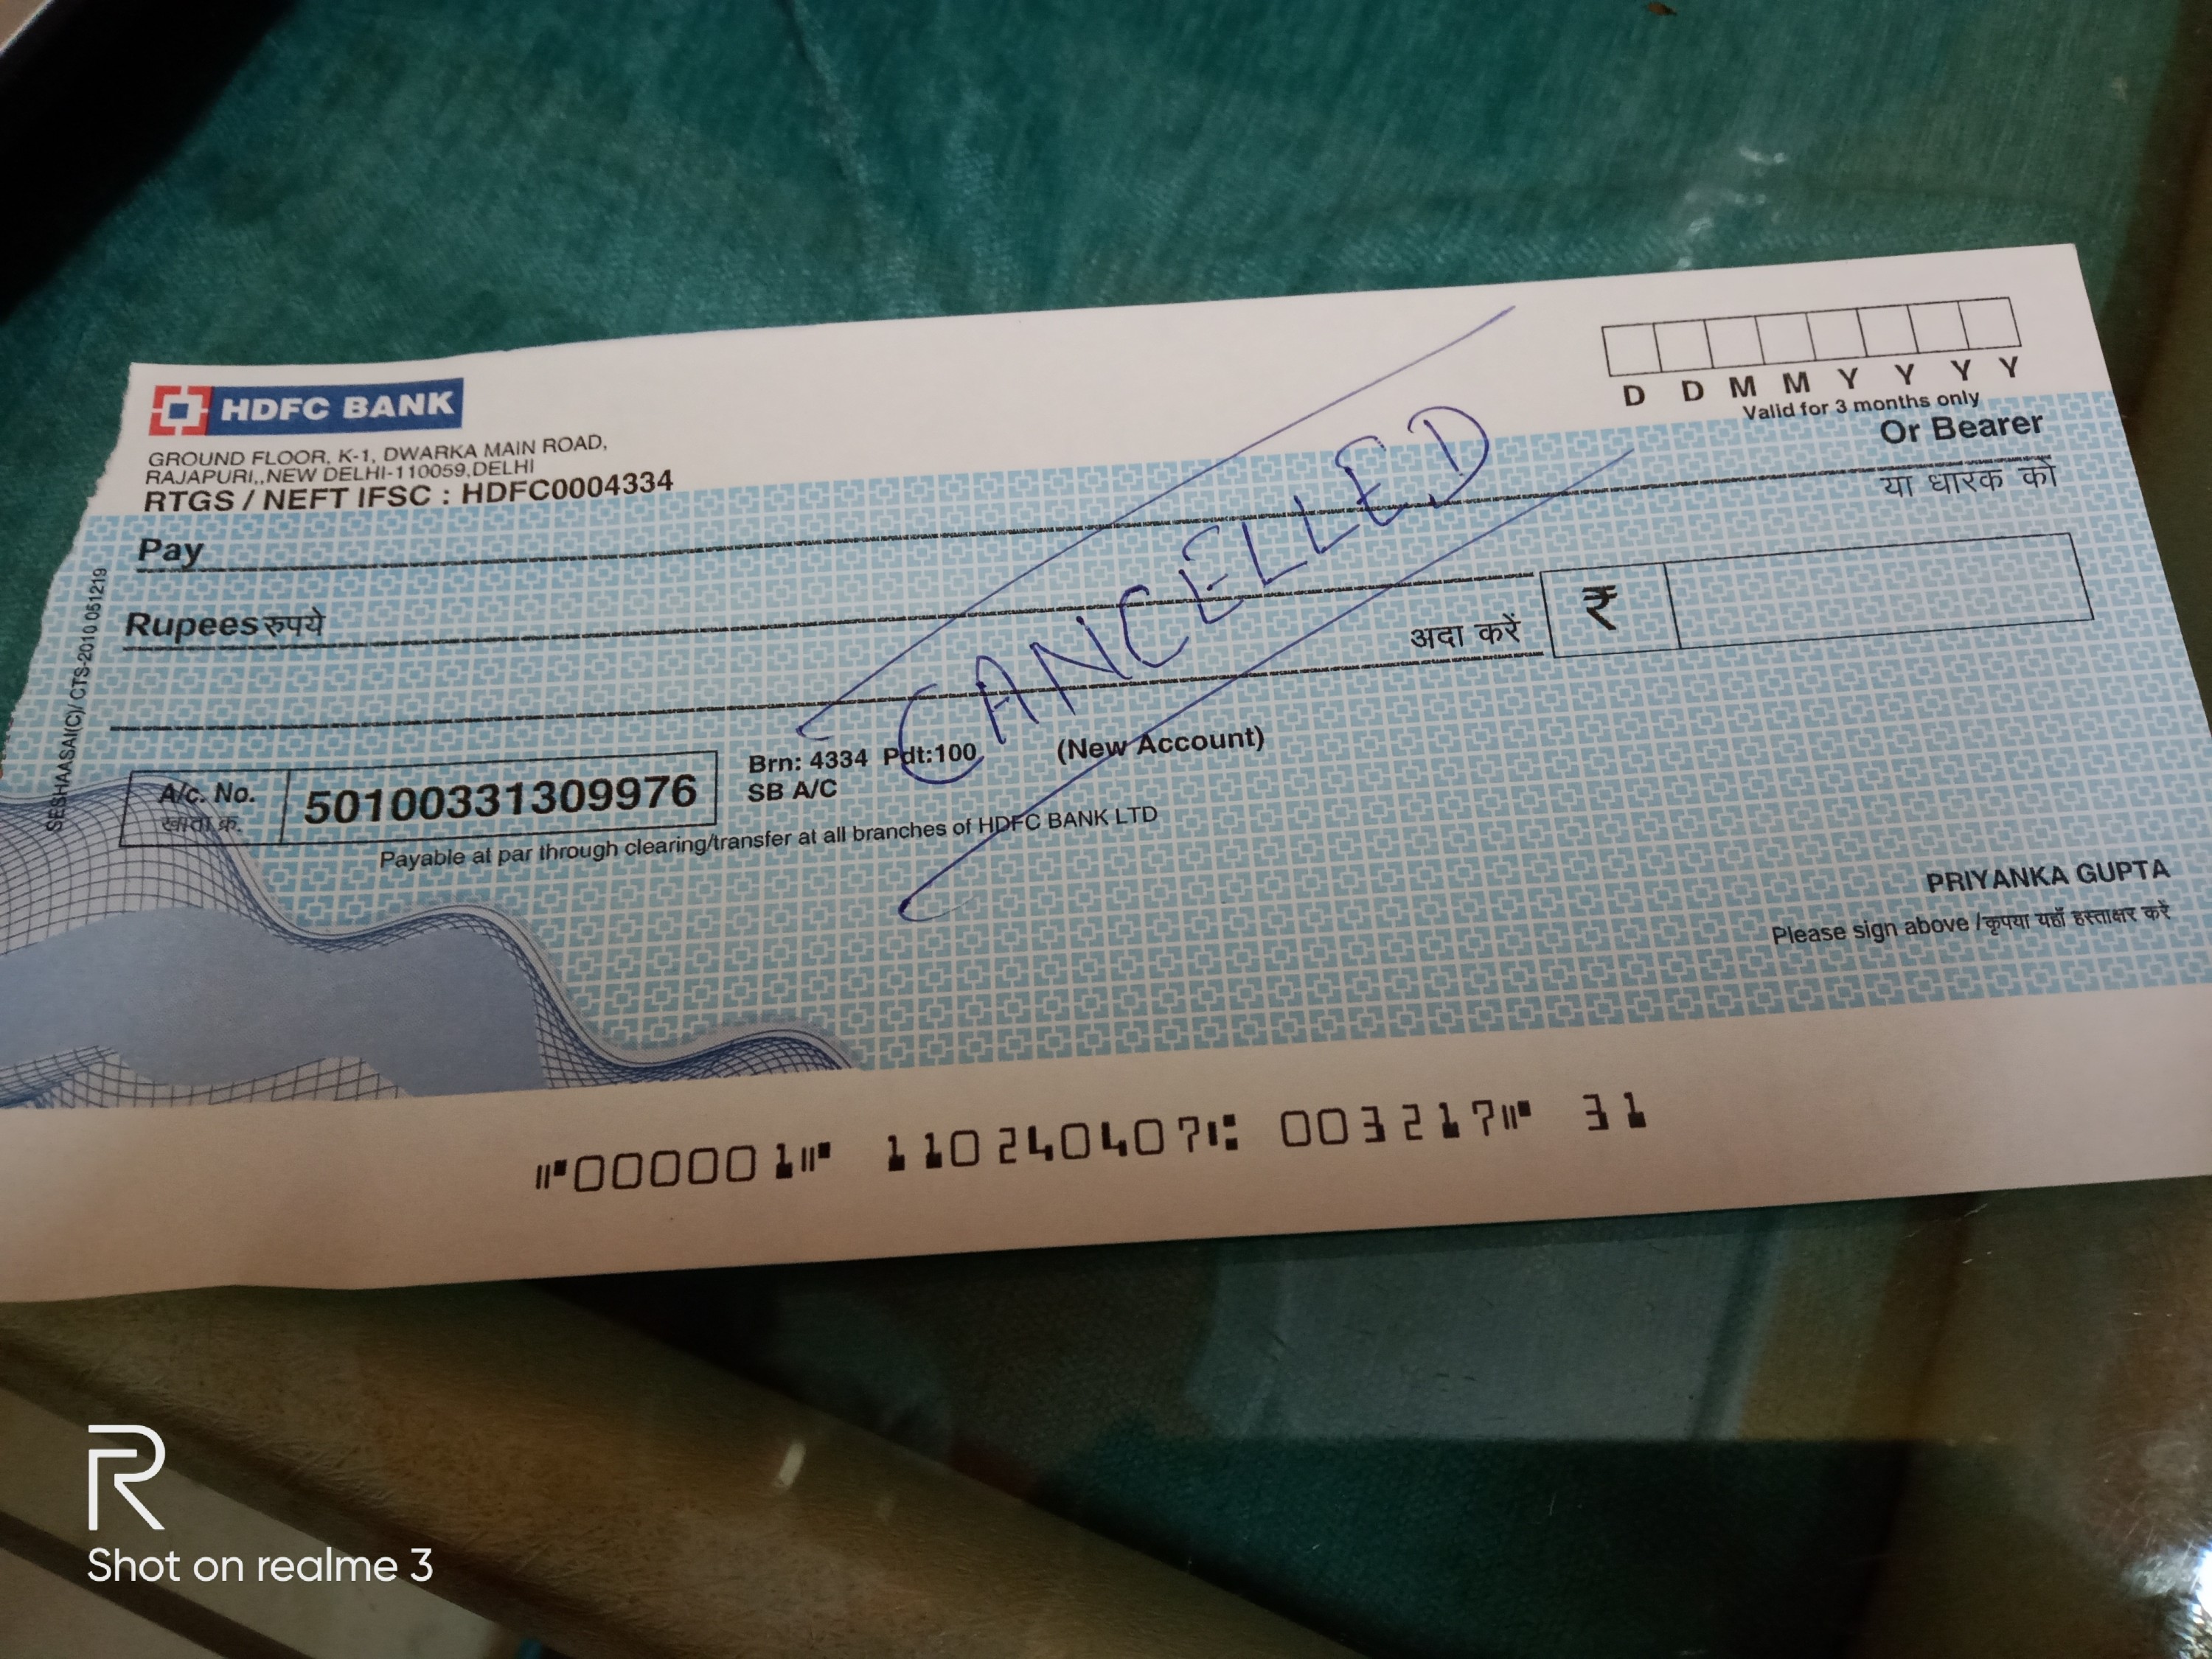 HDFC BANK
GROUND FLOOR, K-1, DWARKA MAIN ROAD,
RAJAPURI,,NEW DELHI-110059,DELHI
RTGS / NEFT IFSC : HDFC0004334
D D M M Y Y Y Y
Valid for 3 months only
Pay
Or Bearer
या धारक को
Rupees रुपये
अदा करें
₹
CANCELLED
A/c. No.
खाता क्र.
50100331309976
Brn: 4334 Pdt:100 (New Account)
SB A/C
Payable at par through clearing/transfer at all branches of HDFC BANK LTD
SESHAASAI(C)/ CTS-2010 051219
PRIYANKA GUPTA
Please sign above / कृपया यहाँ हस्ताक्षर करें
⑈000001⑈ 110240407⑆ 003217⑈ 31
R
Shot on realme 3